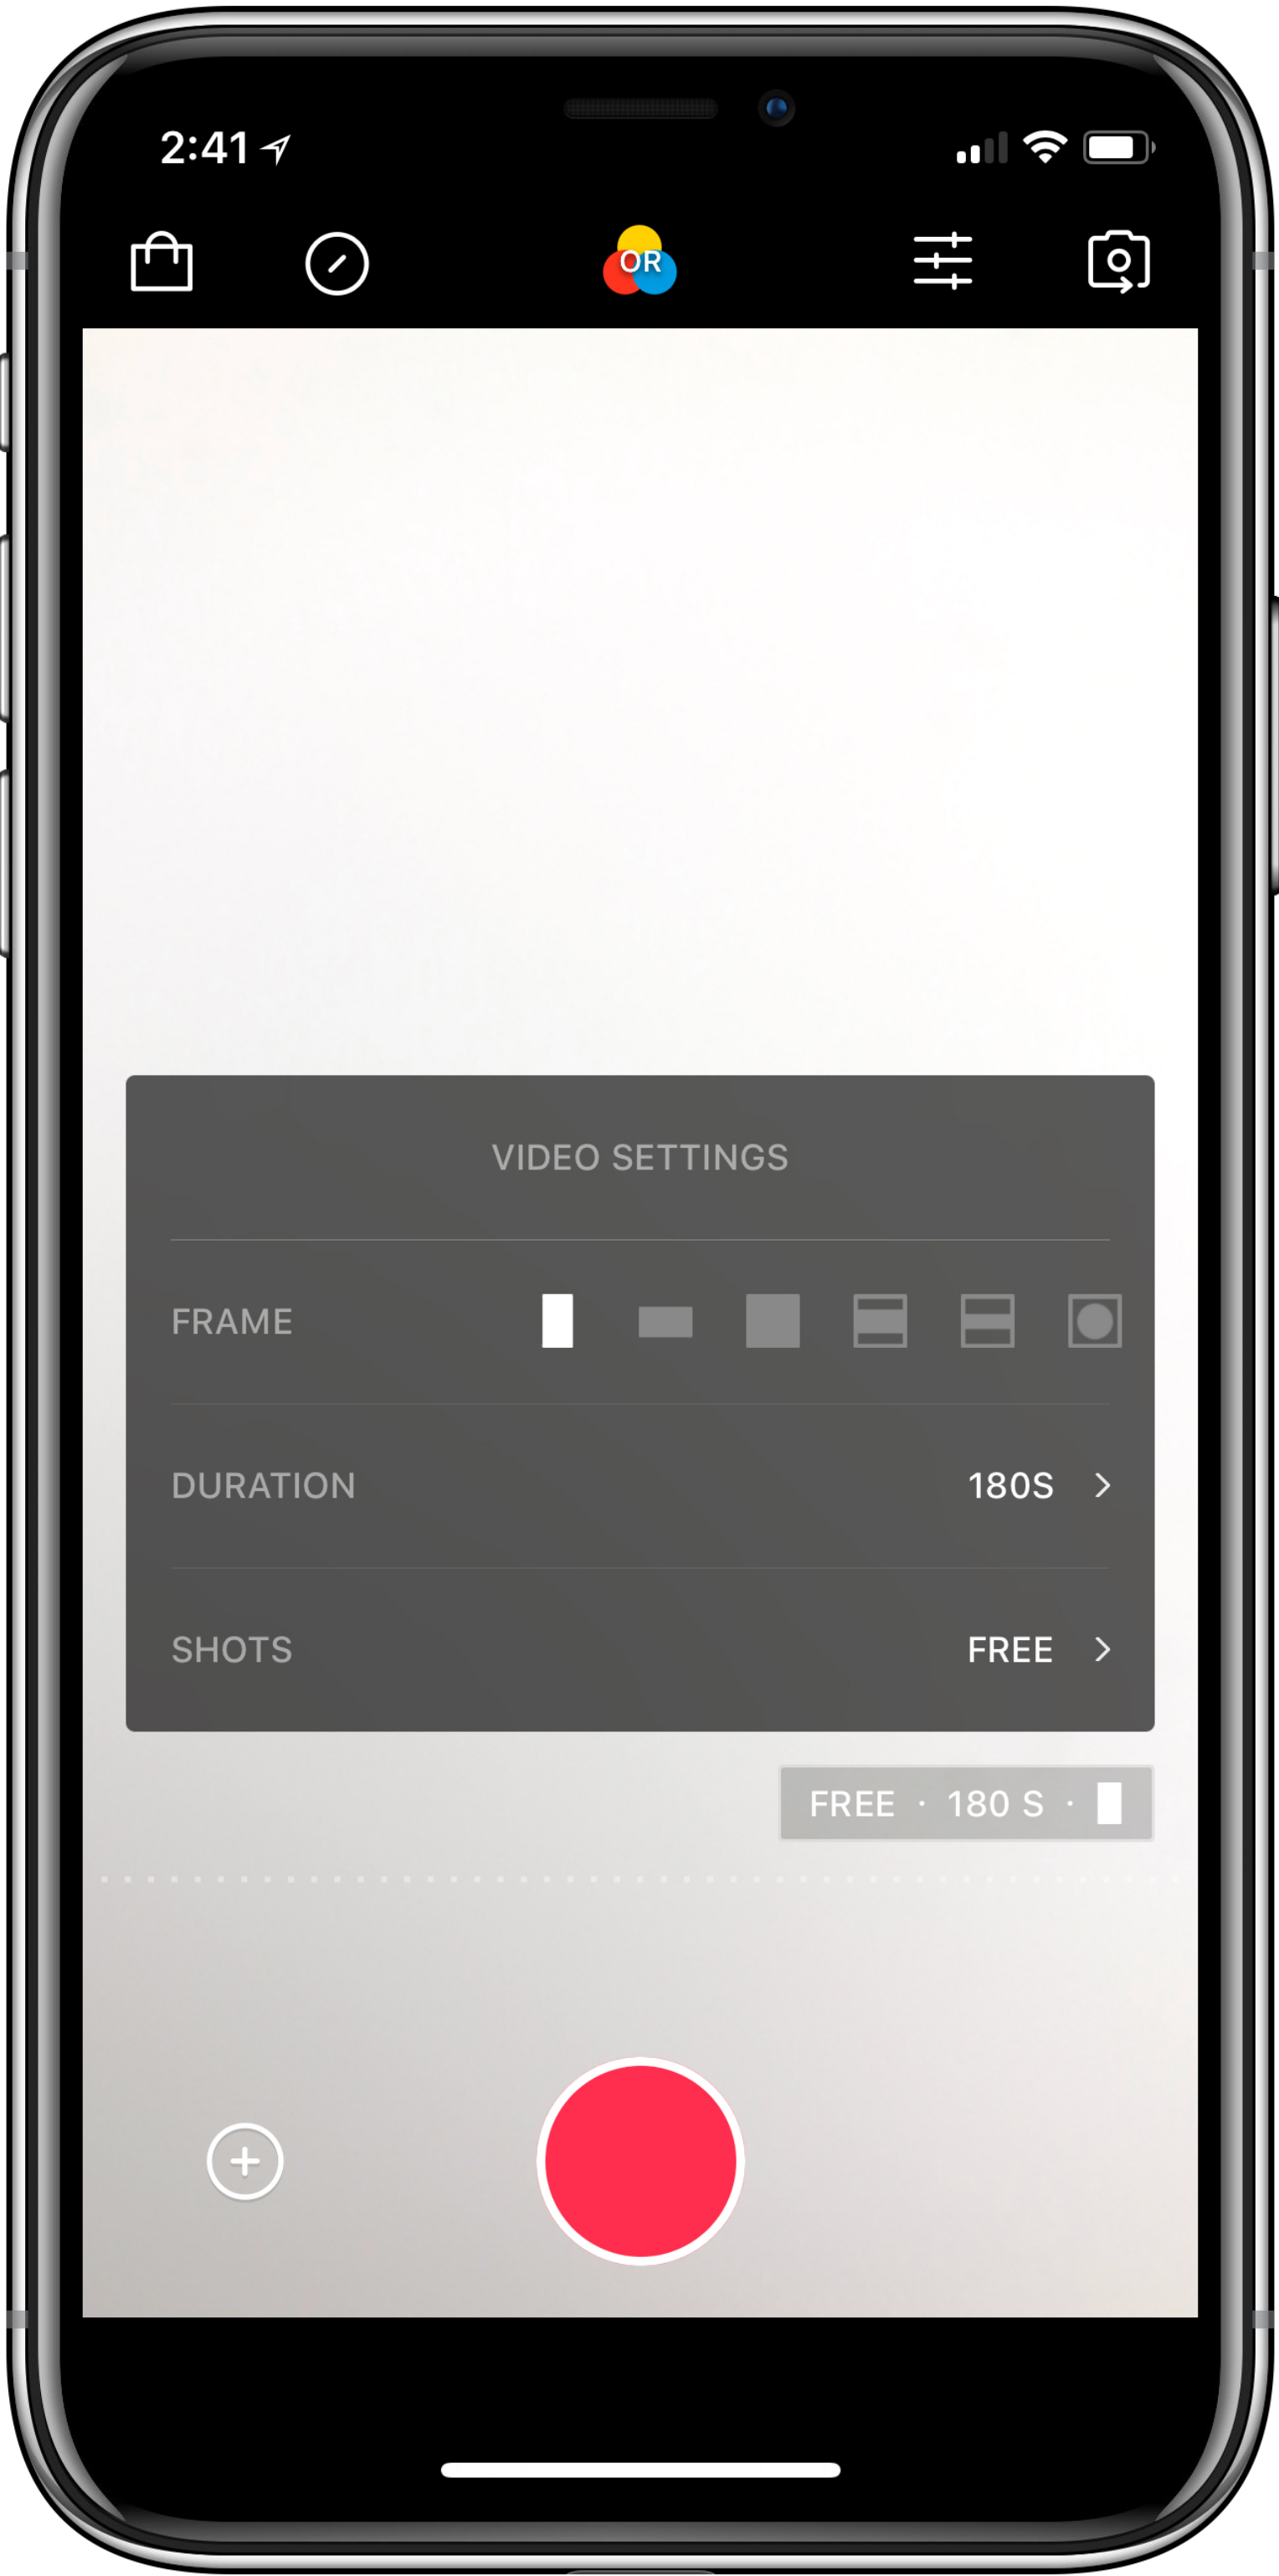 2:41
OR
VIDEO SETTINGS
FRAME
DURATION 180S
SHOTS FREE
FREE · 180 S ·